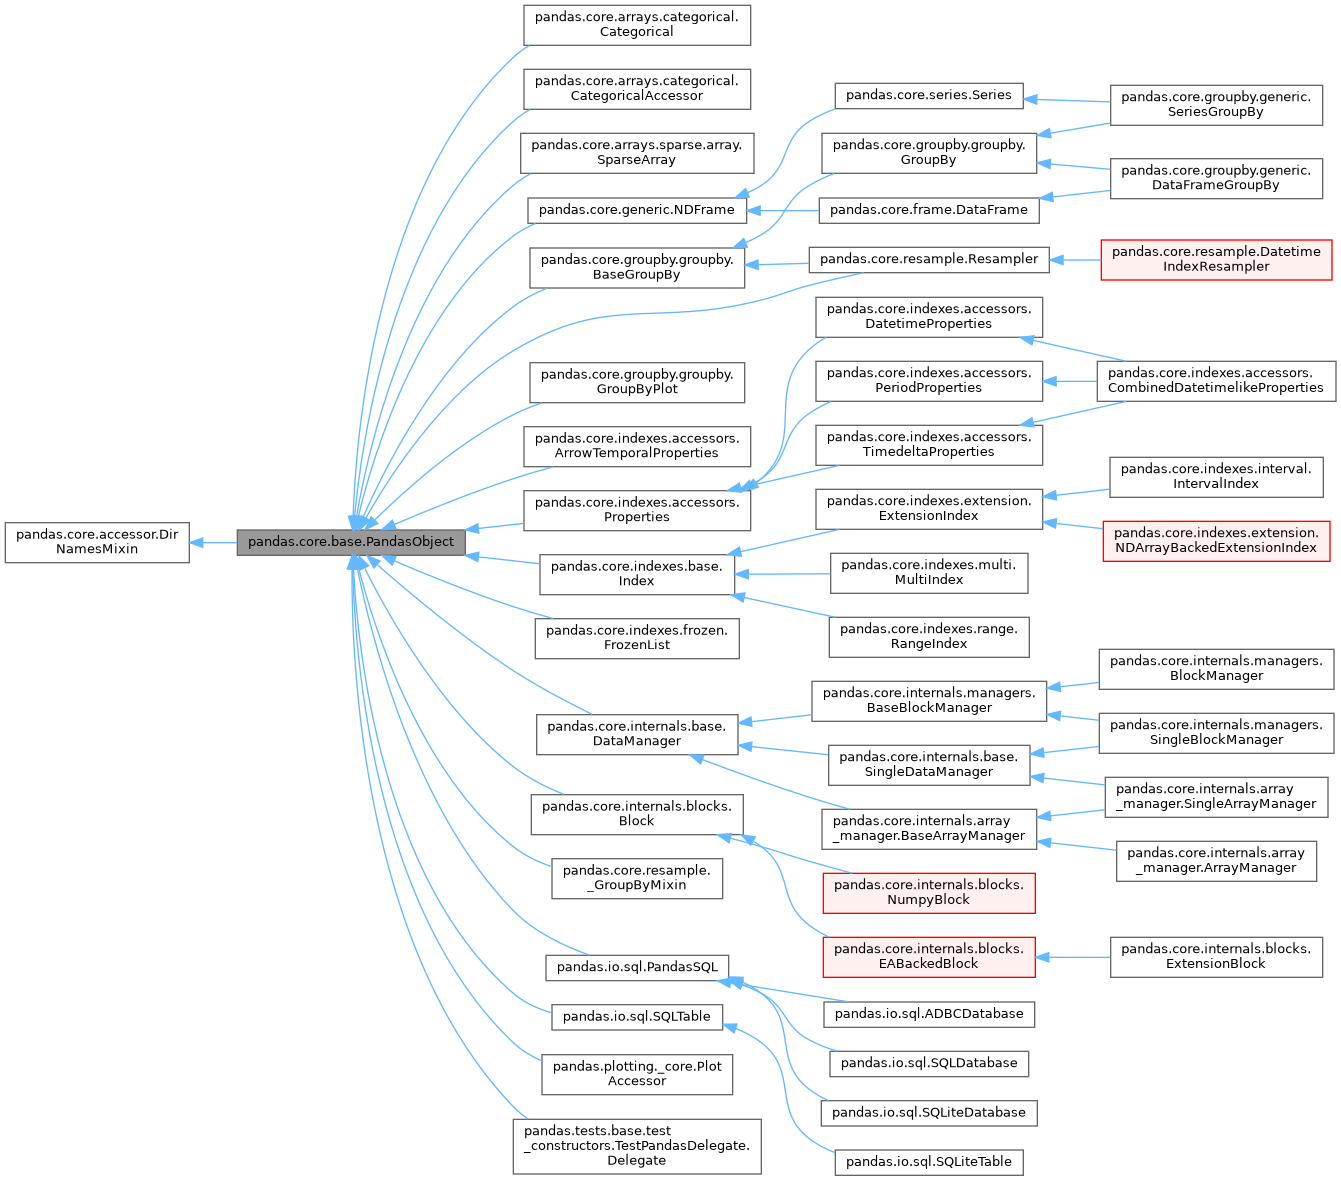 pandas.core.accessor.Dir
NamesMixin
pandas.core.base.PandasObject
pandas.core.arrays.categorical.
Categorical
pandas.core.arrays.categorical.
CategoricalAccessor
pandas.core.arrays.sparse.array.
SparseArray
pandas.core.generic.NDFrame
pandas.core.groupby.groupby.
BaseGroupBy
pandas.core.groupby.groupby.
GroupByPlot
pandas.core.indexes.accessors.
ArrowTemporalProperties
pandas.core.indexes.accessors.
Properties
pandas.core.indexes.base.
Index
pandas.core.indexes.frozen.
FrozenList
pandas.core.internals.base.
DataManager
pandas.core.internals.blocks.
Block
pandas.core.resample.
_GroupByMixin
pandas.io.sql.PandasSQL
pandas.io.sql.SQLTable
pandas.plotting._core.Plot
Accessor
pandas.tests.base.test
_constructors.TestPandasDelegate.
Delegate
pandas.core.series.Series
pandas.core.groupby.groupby.
GroupBy
pandas.core.frame.DataFrame
pandas.core.resample.Resampler
pandas.core.indexes.accessors.
DatetimeProperties
pandas.core.indexes.accessors.
PeriodProperties
pandas.core.indexes.accessors.
TimedeltaProperties
pandas.core.indexes.extension.
ExtensionIndex
pandas.core.indexes.multi.
MultiIndex
pandas.core.indexes.range.
RangeIndex
pandas.core.internals.managers.
BaseBlockManager
pandas.core.internals.base.
SingleDataManager
pandas.core.internals.array
_manager.BaseArrayManager
pandas.core.internals.blocks.
NumpyBlock
pandas.core.internals.blocks.
EABackedBlock
pandas.io.sql.ADBCDatabase
pandas.io.sql.SQLDatabase
pandas.io.sql.SQLiteDatabase
pandas.io.sql.SQLiteTable
pandas.core.groupby.generic.
SeriesGroupBy
pandas.core.groupby.generic.
DataFrameGroupBy
pandas.core.resample.Datetime
IndexResampler
pandas.core.indexes.accessors.
CombinedDatetimelikeProperties
pandas.core.indexes.interval.
IntervalIndex
pandas.core.indexes.extension.
NDArrayBackedExtensionIndex
pandas.core.internals.managers.
BlockManager
pandas.core.internals.managers.
SingleBlockManager
pandas.core.internals.array
_manager.SingleArrayManager
pandas.core.internals.array
_manager.ArrayManager
pandas.core.internals.blocks.
ExtensionBlock